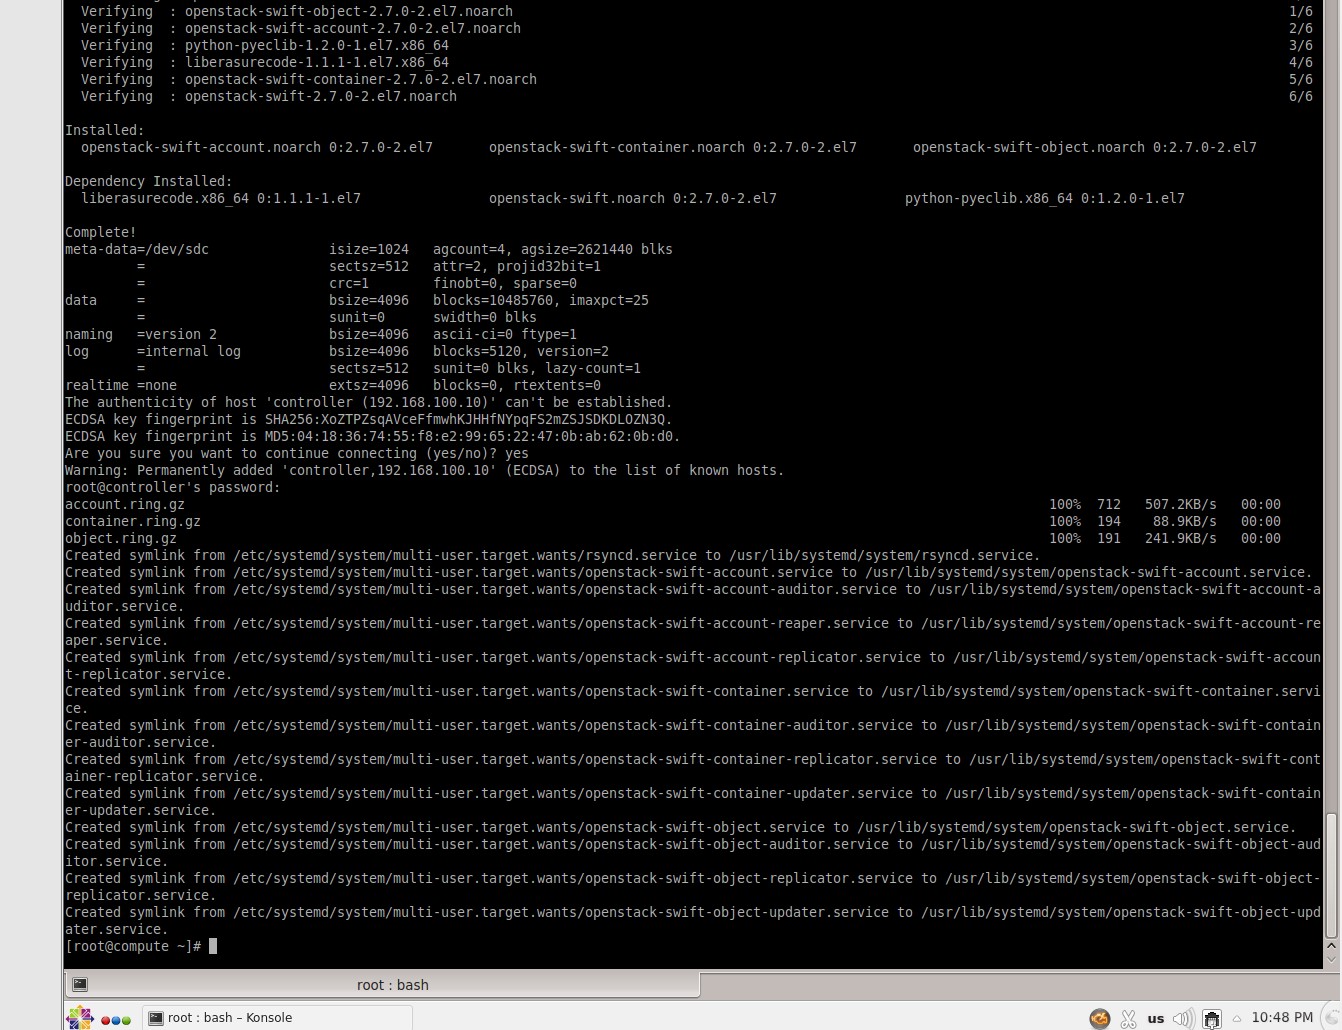 Verifying  : openstack-swift-object-2.7.0-2.el7.noarch 1/6
Verifying  : openstack-swift-account-2.7.0-2.el7.noarch 2/6
Verifying  : python-pyeclib-1.2.0-1.el7.x86_64 3/6
Verifying  : liberasurecode-1.1.1-1.el7.x86_64 4/6
Verifying  : openstack-swift-container-2.7.0-2.el7.noarch 5/6
Verifying  : openstack-swift-2.7.0-2.el7.noarch 6/6
Installed:
openstack-swift-account.noarch 0:2.7.0-2.el7 openstack-swift-container.noarch 0:2.7.0-2.el7 openstack-swift-object.noarch 0:2.7.0-2.el7
Dependency Installed:
liberasurecode.x86_64 0:1.1.1-1.el7 openstack-swift.noarch 0:2.7.0-2.el7 python-pyeclib.x86_64 0:1.2.0-1.el7
Complete!
meta-data=/dev/sdc isize=1024 agcount=4, agsize=2621440 blks
= sectsz=512 attr=2, projid32bit=1
= crc=1 finobt=0, sparse=0
data = bsize=4096 blocks=10485760, imaxpct=25
= sunit=0 swidth=0 blks
naming =version 2 bsize=4096 ascii-ci=0 ftype=1
log =internal log bsize=4096 blocks=5120, version=2
= sectsz=512 sunit=0 blks, lazy-count=1
realtime =none extsz=4096 blocks=0, rtextents=0
The authenticity of host 'controller (192.168.100.10)' can't be established.
ECDSA key fingerprint is SHA256:XoZTPZsqAVceFfmwhKJHHfNYpqFS2mZSJSDKDLOZN3Q.
ECDSA key fingerprint is MD5:04:18:36:74:55:f8:e2:99:65:22:47:0b:ab:62:0b:d0.
Are you sure you want to continue connecting (yes/no)? yes
Warning: Permanently added 'controller,192.168.100.10' (ECDSA) to the list of known hosts.
root@controller's password:
account.ring.gz 100% 712 507.2KB/s 00:00
container.ring.gz 100% 194 88.9KB/s 00:00
object.ring.gz 100% 191 241.9KB/s 00:00
Created symlink from /etc/systemd/system/multi-user.target.wants/rsyncd.service to /usr/lib/systemd/system/rsyncd.service.
Created symlink from /etc/systemd/system/multi-user.target.wants/openstack-swift-account.service to /usr/lib/systemd/system/openstack-swift-account.service.
Created symlink from /etc/systemd/system/multi-user.target.wants/openstack-swift-account-auditor.service to /usr/lib/systemd/system/openstack-swift-account-a
uditor.service.
Created symlink from /etc/systemd/system/multi-user.target.wants/openstack-swift-account-reaper.service to /usr/lib/systemd/system/openstack-swift-account-re
aper.service.
Created symlink from /etc/systemd/system/multi-user.target.wants/openstack-swift-account-replicator.service to /usr/lib/systemd/system/openstack-swift-accoun
t-replicator.service.
Created symlink from /etc/systemd/system/multi-user.target.wants/openstack-swift-container.service to /usr/lib/systemd/system/openstack-swift-container.servi
ce.
Created symlink from /etc/systemd/system/multi-user.target.wants/openstack-swift-container-auditor.service to /usr/lib/systemd/system/openstack-swift-contain
er-auditor.service.
Created symlink from /etc/systemd/system/multi-user.target.wants/openstack-swift-container-replicator.service to /usr/lib/systemd/system/openstack-swift-cont
ainer-replicator.service.
Created symlink from /etc/systemd/system/multi-user.target.wants/openstack-swift-container-updater.service to /usr/lib/systemd/system/openstack-swift-contain
er-updater.service.
Created symlink from /etc/systemd/system/multi-user.target.wants/openstack-swift-object.service to /usr/lib/systemd/system/openstack-swift-object.service.
Created symlink from /etc/systemd/system/multi-user.target.wants/openstack-swift-object-auditor.service to /usr/lib/systemd/system/openstack-swift-object-aud
itor.service.
Created symlink from /etc/systemd/system/multi-user.target.wants/openstack-swift-object-replicator.service to /usr/lib/systemd/system/openstack-swift-object-
replicator.service.
Created symlink from /etc/systemd/system/multi-user.target.wants/openstack-swift-object-updater.service to /usr/lib/systemd/system/openstack-swift-object-upd
ater.service.
[root@compute ~]#
root : bash
root : bash – Konsole us 10:48 PM